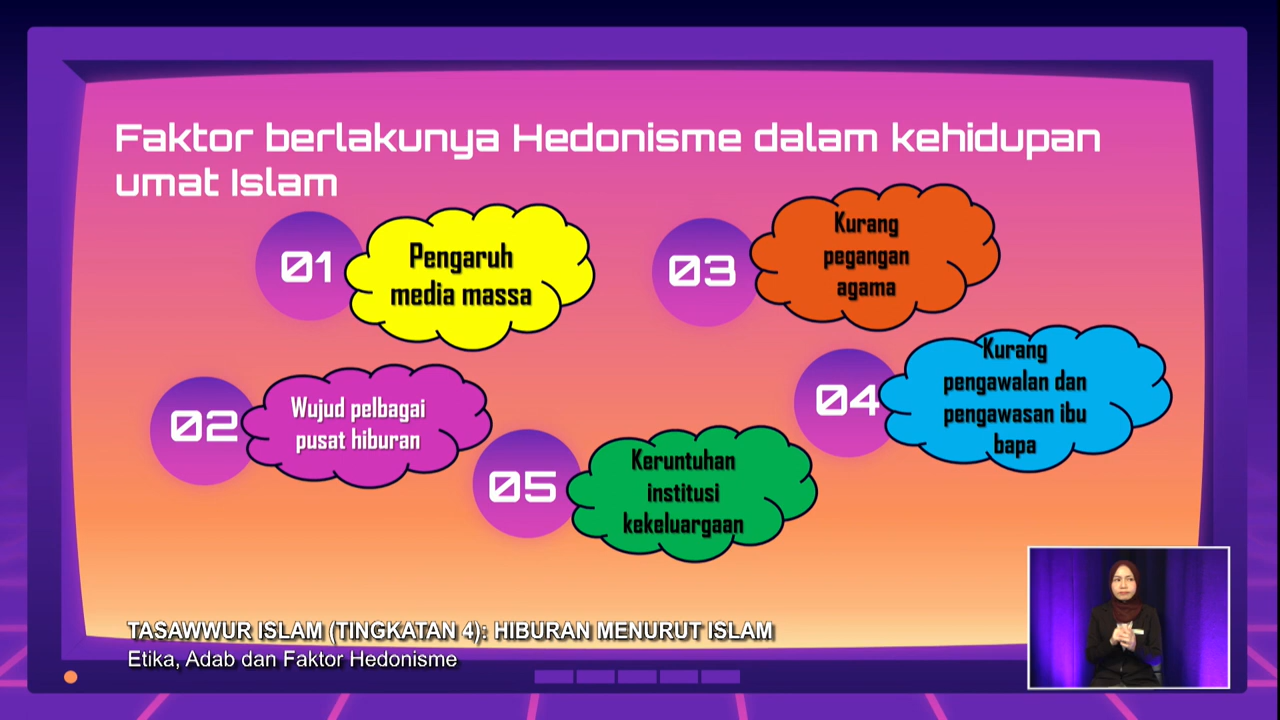 Faktor berlakunya Hedonisme dalam kehidupan
umat Islam
01
Pengaruh
media massa
02
Wujud pelbagai
pusat hiburan
03
Kurang
pegangan
agama
04
Kurang
pengawalan dan
pengawasan ibu
bapa
05
Keruntuhan
institusi
kekeluargaan
TASAWWUR ISLAM (TINGKATAN 4): HIBURAN MENURUT ISLAM
Etika, Adab dan Faktor Hedonisme